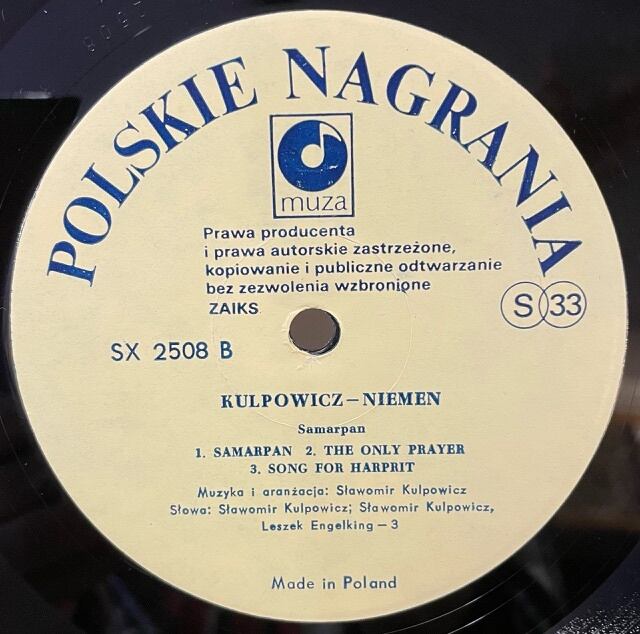 POLSKIE NAGRANIA
muza
Prawa producenta
i prawa autorskie zastrzeżone,
kopiowanie i publiczne odtwarzanie
bez zezwolenia wzbronione
ZAIKS
S 33
SX 2508 B
KULPOWICZ — NIEMEN
Samarpan
1. SAMARPAN 2. THE ONLY PRAYER
3. SONG FOR HARPRIT
Muzyka i aranżacja: Sławomir Kulpowicz
Słowa: Sławomir Kulpowicz; Sławomir Kulpowicz,
Leszek Engelking — 3
Made in Poland